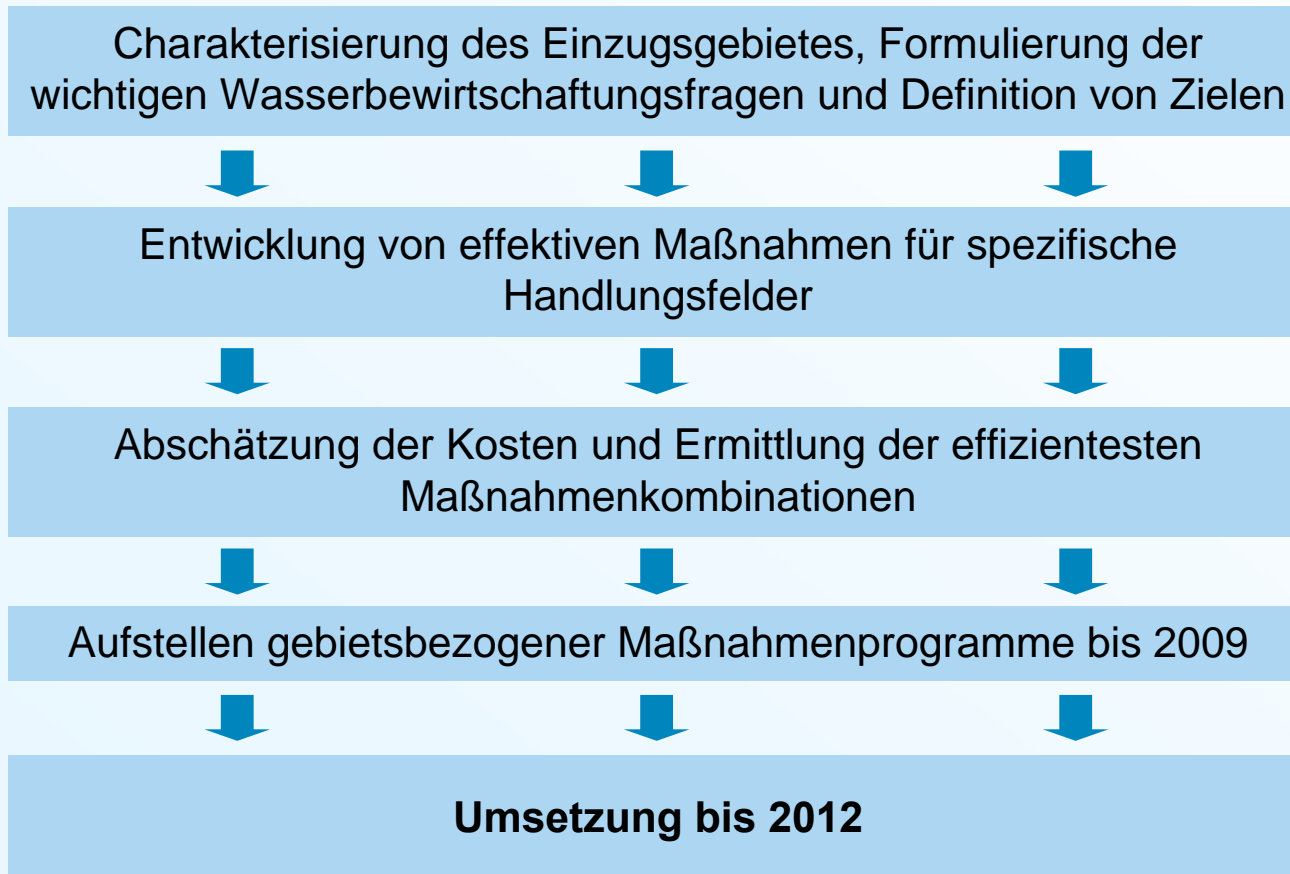 Charakterisierung des Einzugsgebietes, Formulierung der
wichtigen Wasserbewirtschaftungsfragen und Definition von Zielen
Entwicklung von effektiven Maßnahmen für spezifische
Handlungsfelder
Abschätzung der Kosten und Ermittlung der effizientesten
Maßnahmenkombinationen
Aufstellen gebietsbezogener Maßnahmenprogramme bis 2009
Umsetzung bis 2012